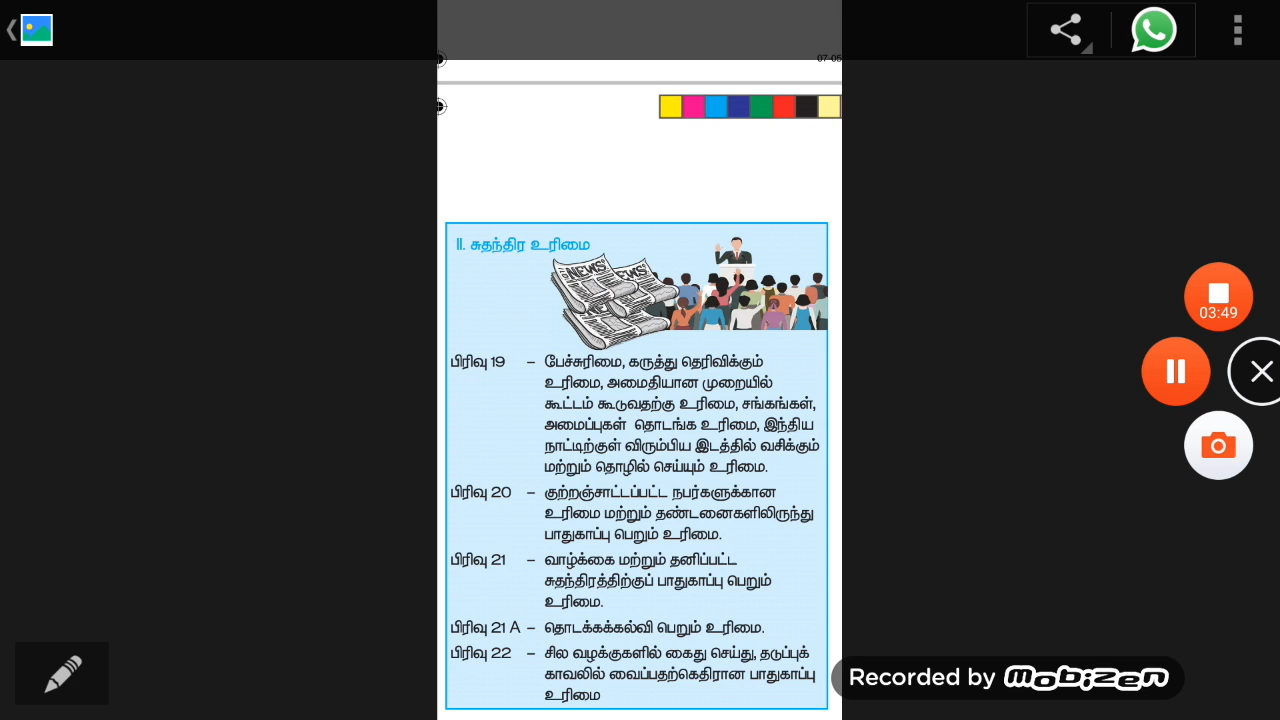 07-05
II. சுதந்திர உரிமை
NEWS
NEWS
பிரிவு 19 – பேச்சுரிமை, கருத்து தெரிவிக்கும்
உரிமை, அமைதியான முறையில்
கூட்டம் கூடுவதற்கு உரிமை, சங்கங்கள்,
அமைப்புகள் தொடங்க உரிமை, இந்திய
நாட்டிற்குள் விரும்பிய இடத்தில் வசிக்கும்
மற்றும் தொழில் செய்யும் உரிமை.
பிரிவு 20 – குற்றஞ்சாட்டப்பட்ட நபர்களுக்கான
உரிமை மற்றும் தண்டனைகளிலிருந்து
பாதுகாப்பு பெறும் உரிமை.
பிரிவு 21 – வாழ்க்கை மற்றும் தனிப்பட்ட
சுதந்திரத்திற்குப் பாதுகாப்பு பெறும்
உரிமை.
பிரிவு 21 A – தொடக்கக்கல்வி பெறும் உரிமை.
பிரிவு 22 – சில வழக்குகளில் கைது செய்து, தடுப்புக்
காவலில் வைப்பதற்கெதிரான பாதுகாப்பு
உரிமை
03:49
Recorded by mobizen